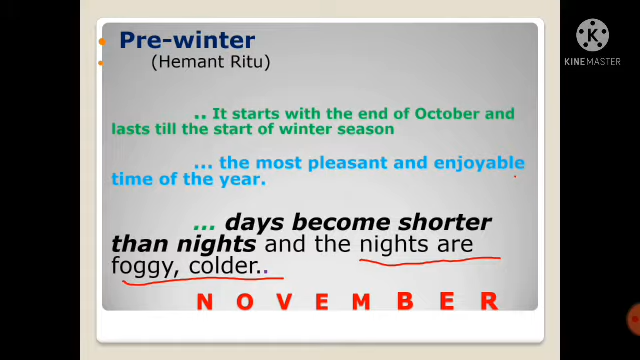 Pre-winter
(Hemant Ritu)
.. It starts with the end of October and
lasts till the start of winter season
... the most pleasant and enjoyable
time of the year.
... days become shorter
than nights and the nights are
foggy, colder..
NOVEMBER
K
KINEMASTER